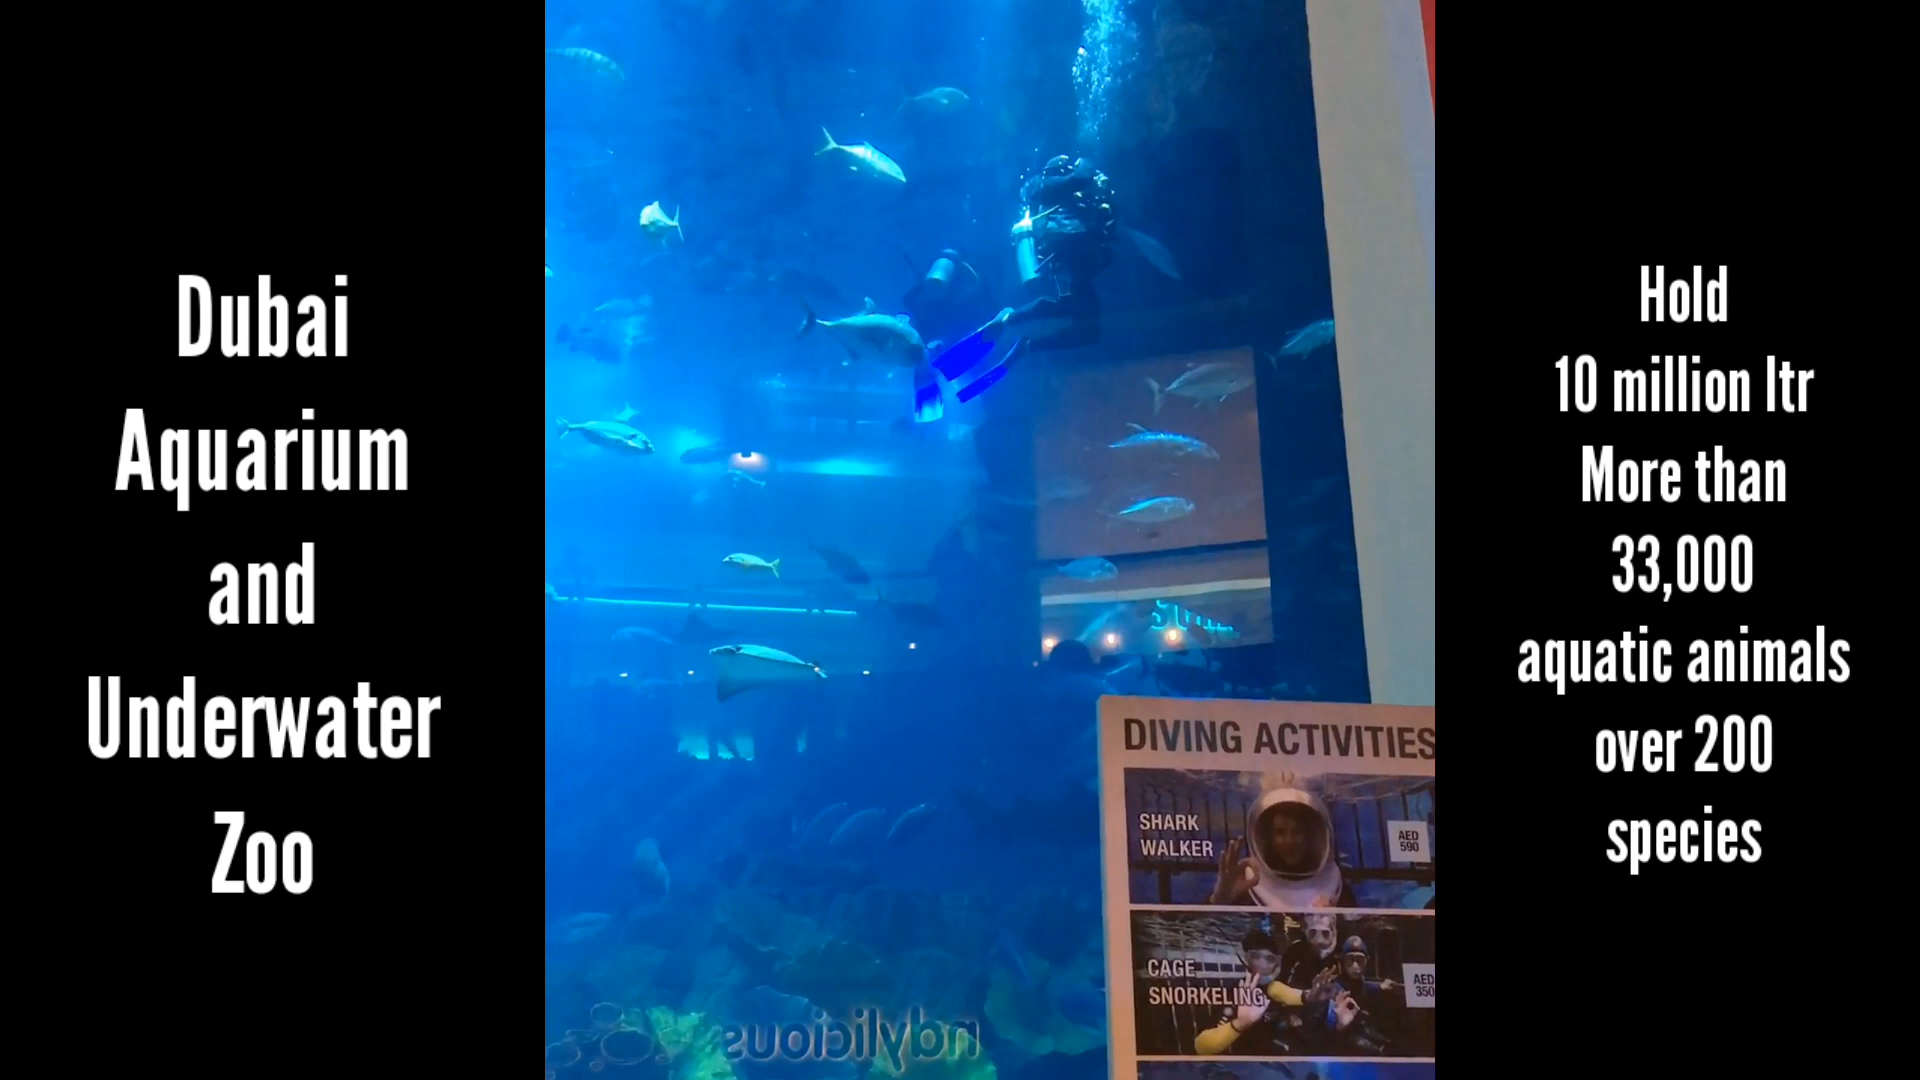 Dubai
Aquarium
and
Underwater
Zoo
Hold
10 million ltr
More than
33,000
aquatic animals
over 200
species
DIVING ACTIVITIES
SHARK
WALKER
AED
590
CAGE
SNORKELING
AED
350
ndylicious